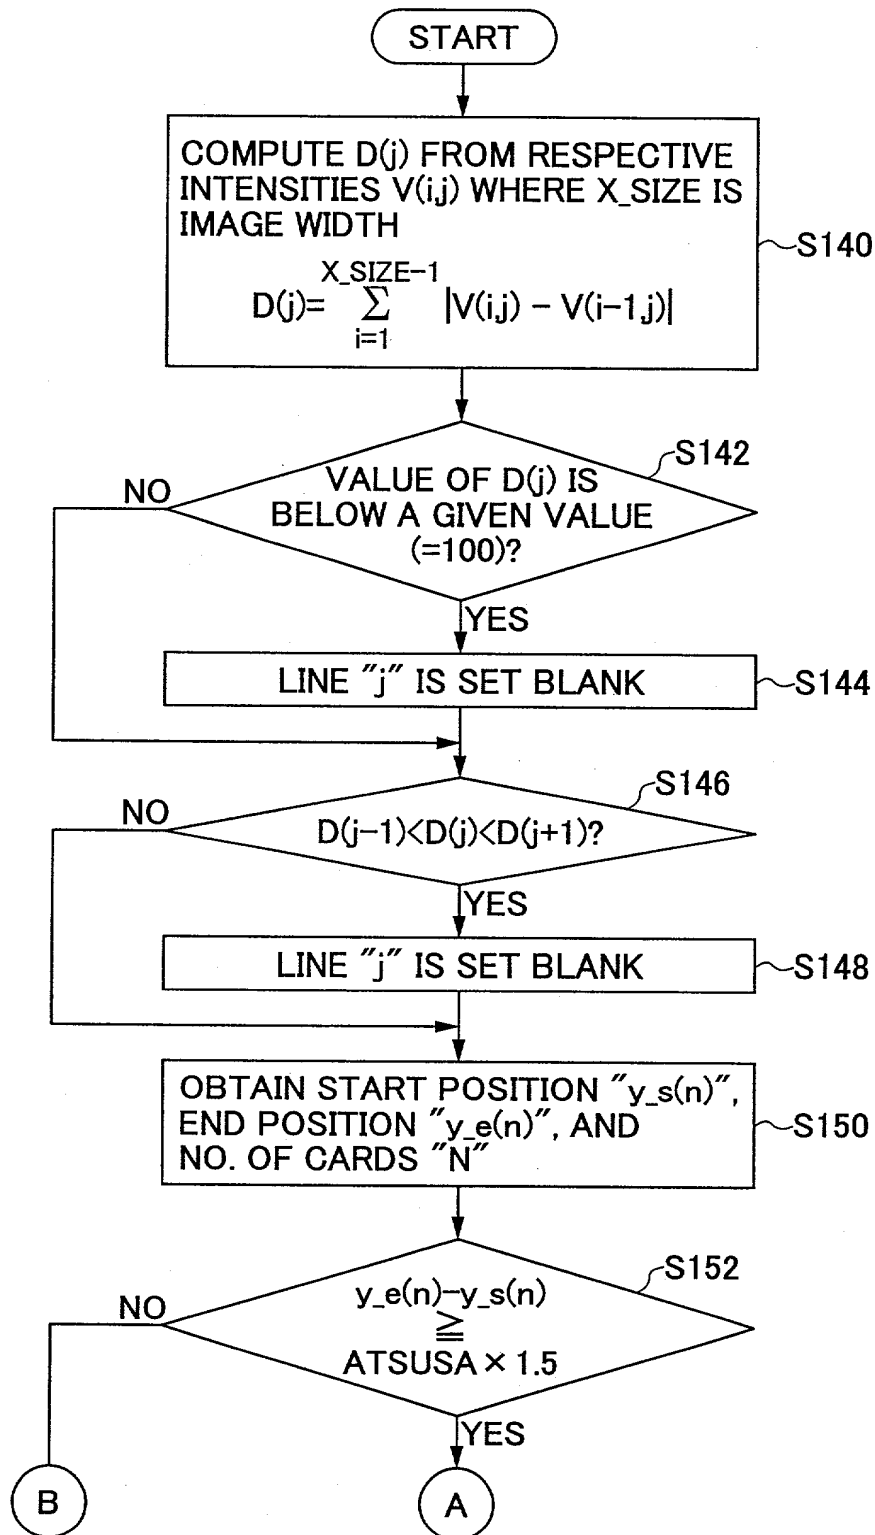 START
COMPUTE D(j) FROM RESPECTIVE
INTENSITIES V(i,j) WHERE X_SIZE IS
IMAGE WIDTH
S140
X_SIZE-1
D(j)= Σ |V(i,j) - V(i-1,j)|
i=1
S142
NO
VALUE OF D(j) IS
BELOW A GIVEN VALUE
(=100)?
YES
LINE "j" IS SET BLANK
S144
S146
NO
D(j-1)<D(j)<D(j+1)?
YES
LINE "j" IS SET BLANK
S148
OBTAIN START POSITION "y_s(n)",
END POSITION "y_e(n)", AND
NO. OF CARDS "N"
S150
S152
NO
y_e(n)-y_s(n)
≧
ATSUSA × 1.5
YES
B
A